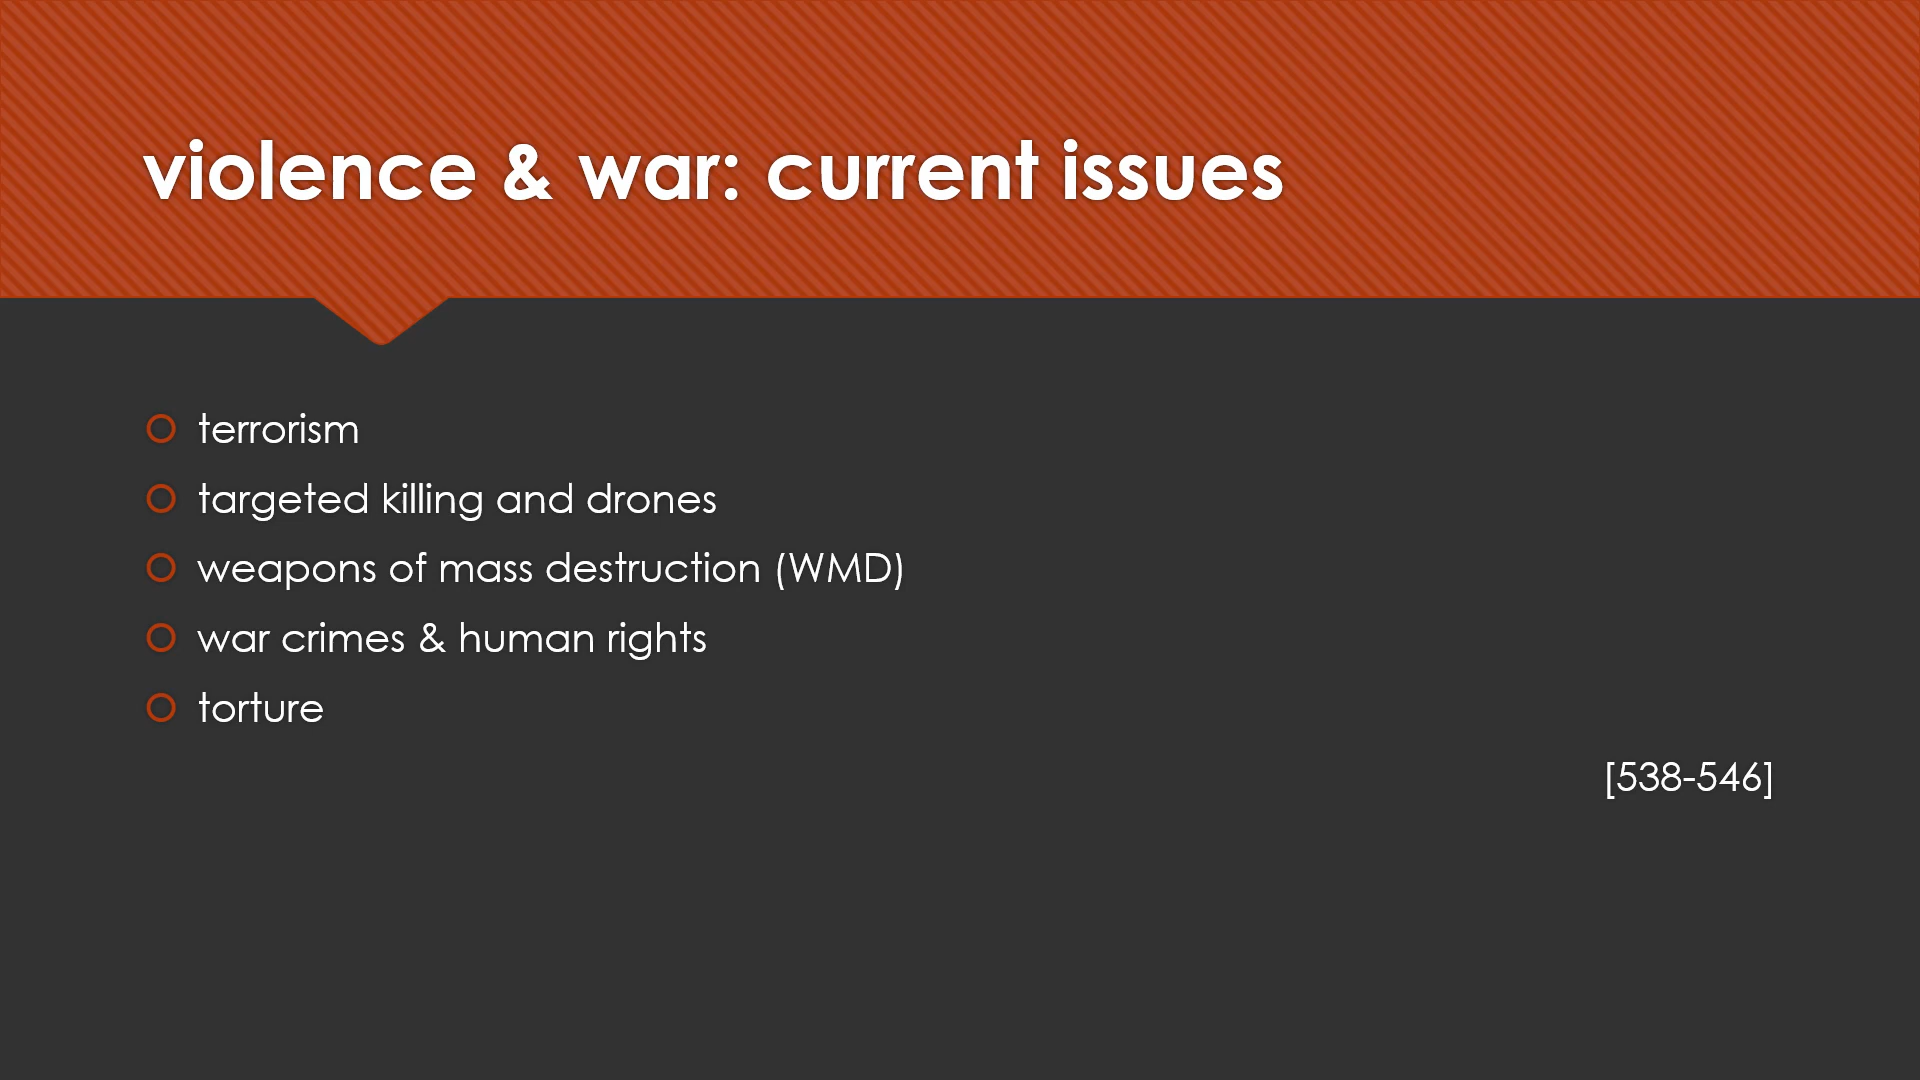 violence & war: current issues
terrorism
targeted killing and drones
weapons of mass destruction (WMD)
war crimes & human rights
torture
[538-546]